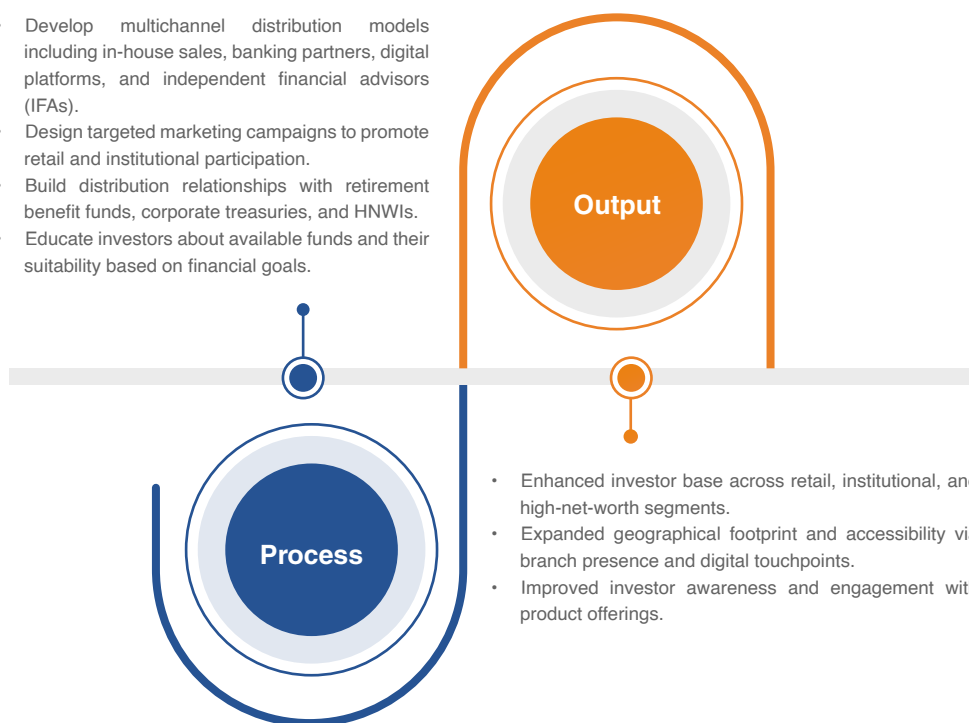 • Develop multichannel distribution models
including in-house sales, banking partners, digital
platforms, and independent financial advisors
(IFAs).
• Design targeted marketing campaigns to promote
retail and institutional participation.
• Build distribution relationships with retirement
benefit funds, corporate treasuries, and HNWIs.
• Educate investors about available funds and their
suitability based on financial goals.
Output
Process
• Enhanced investor base across retail, institutional, and
high-net-worth segments.
• Expanded geographical footprint and accessibility via
branch presence and digital touchpoints.
• Improved investor awareness and engagement with
product offerings.